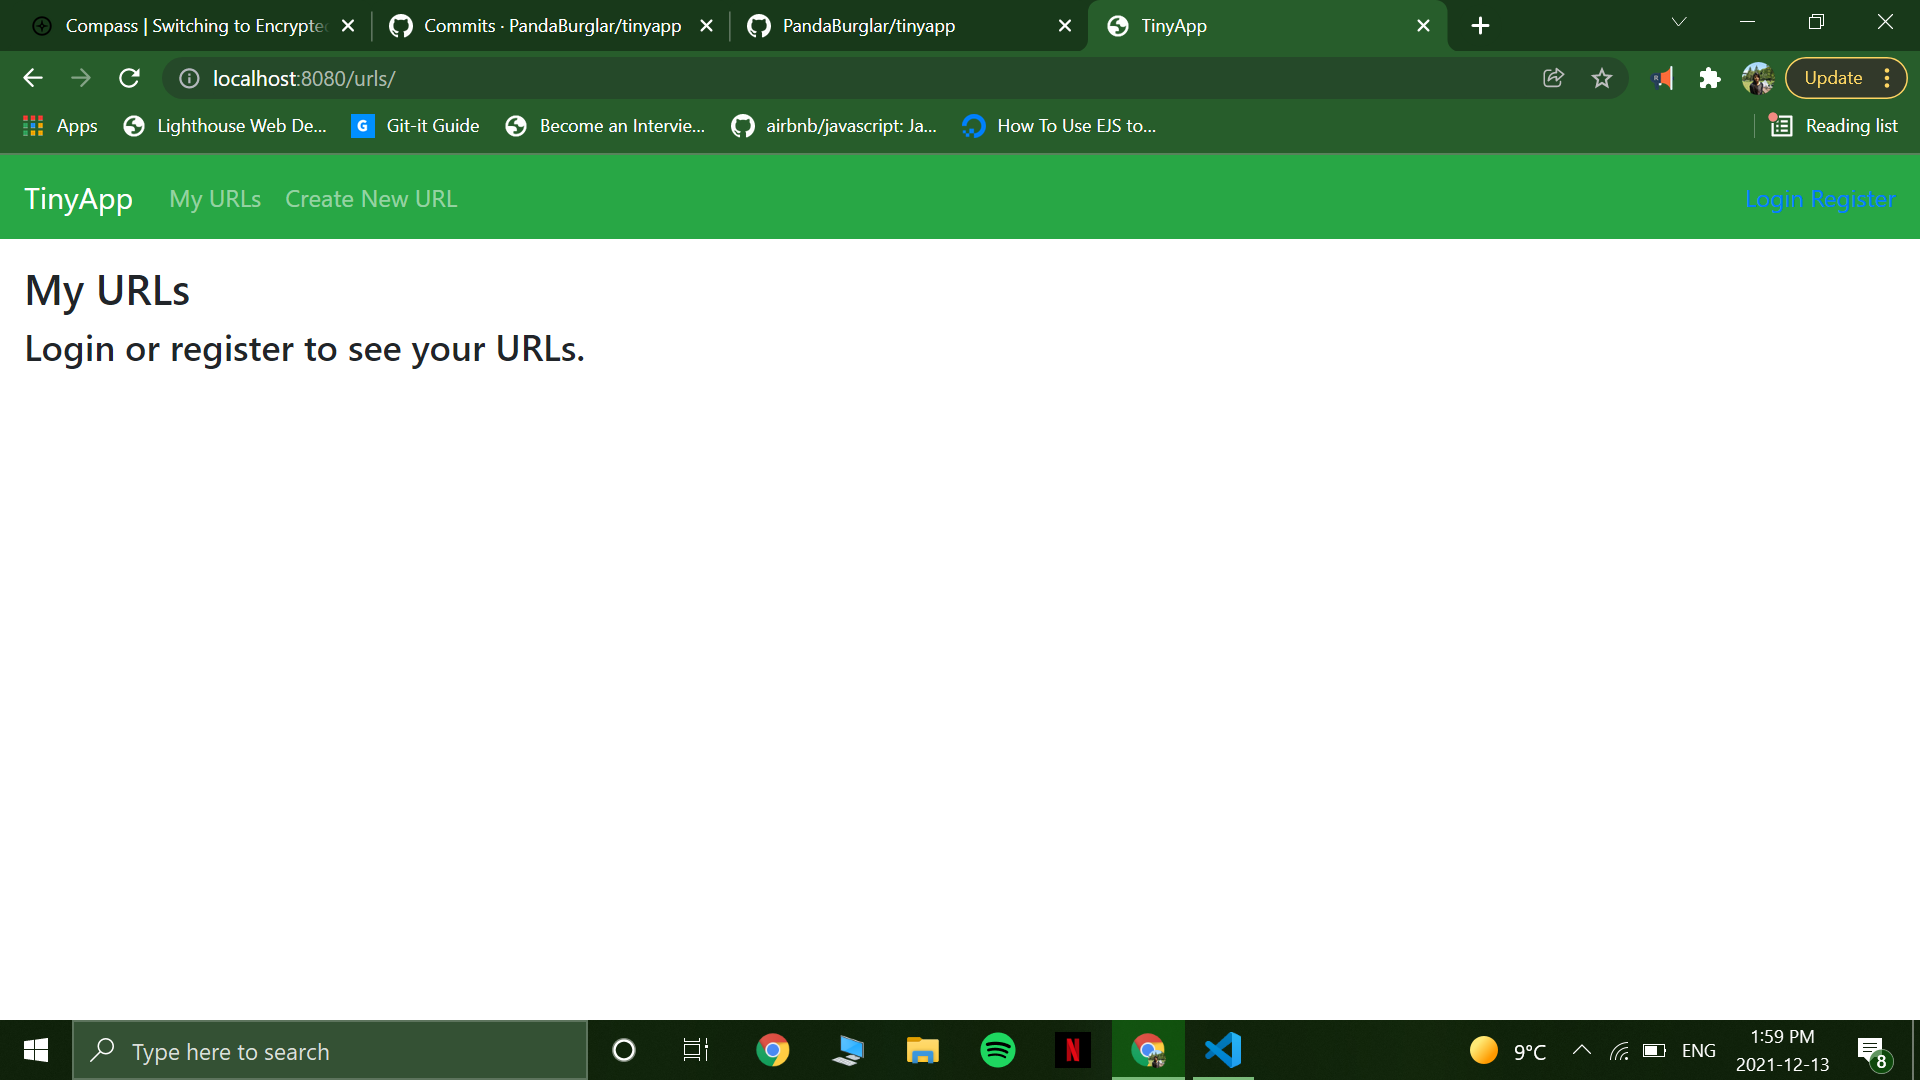 Compass | Switching to Encrypte
Commits · PandaBurglar/tinyapp
PandaBurglar/tinyapp
TinyApp
localhost:8080/urls/
Update
Apps
Lighthouse Web De...
G
Git-it Guide
Become an Intervie...
airbnb/javascript: Ja...
How To Use EJS to...
Reading list
TinyApp
My URLs
Create New URL
Login Register
My URLs
Login or register to see your URLs.
Type here to search
N
9°C
ENG
1:59 PM
2021-12-13
8